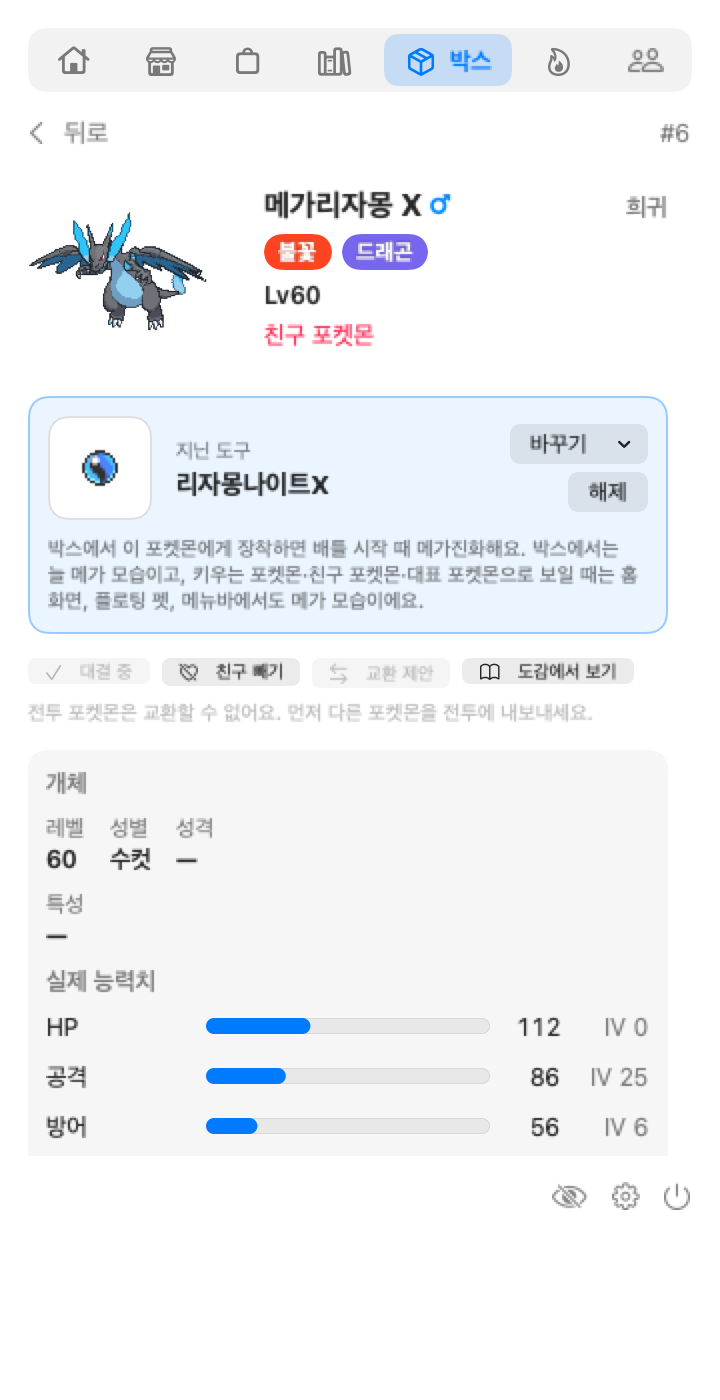 박스
뒤로
#6
메가리자몽 X ♂
희귀
불꽃 드래곤
Lv60
친구 포켓몬
지닌 도구
리자몽나이트X
바꾸기
해제
박스에서 이 포켓몬에게 장착하면 배틀 시작 때 메가진화해요. 박스에서는
늘 메가 모습이고, 키우는 포켓몬·친구 포켓몬·대표 포켓몬으로 보일 때는 홈
화면, 플로팅 펫, 메뉴바에서도 메가 모습이에요.
대결 중 친구 빼기 교환 제안 도감에서 보기
전투 포켓몬은 교환할 수 없어요. 먼저 다른 포켓몬을 전투에 내보내세요.
개체
레벨 성별 성격
60 수컷 —
특성
—
실제 능력치
HP 112 IV 0
공격 86 IV 25
방어 56 IV 6